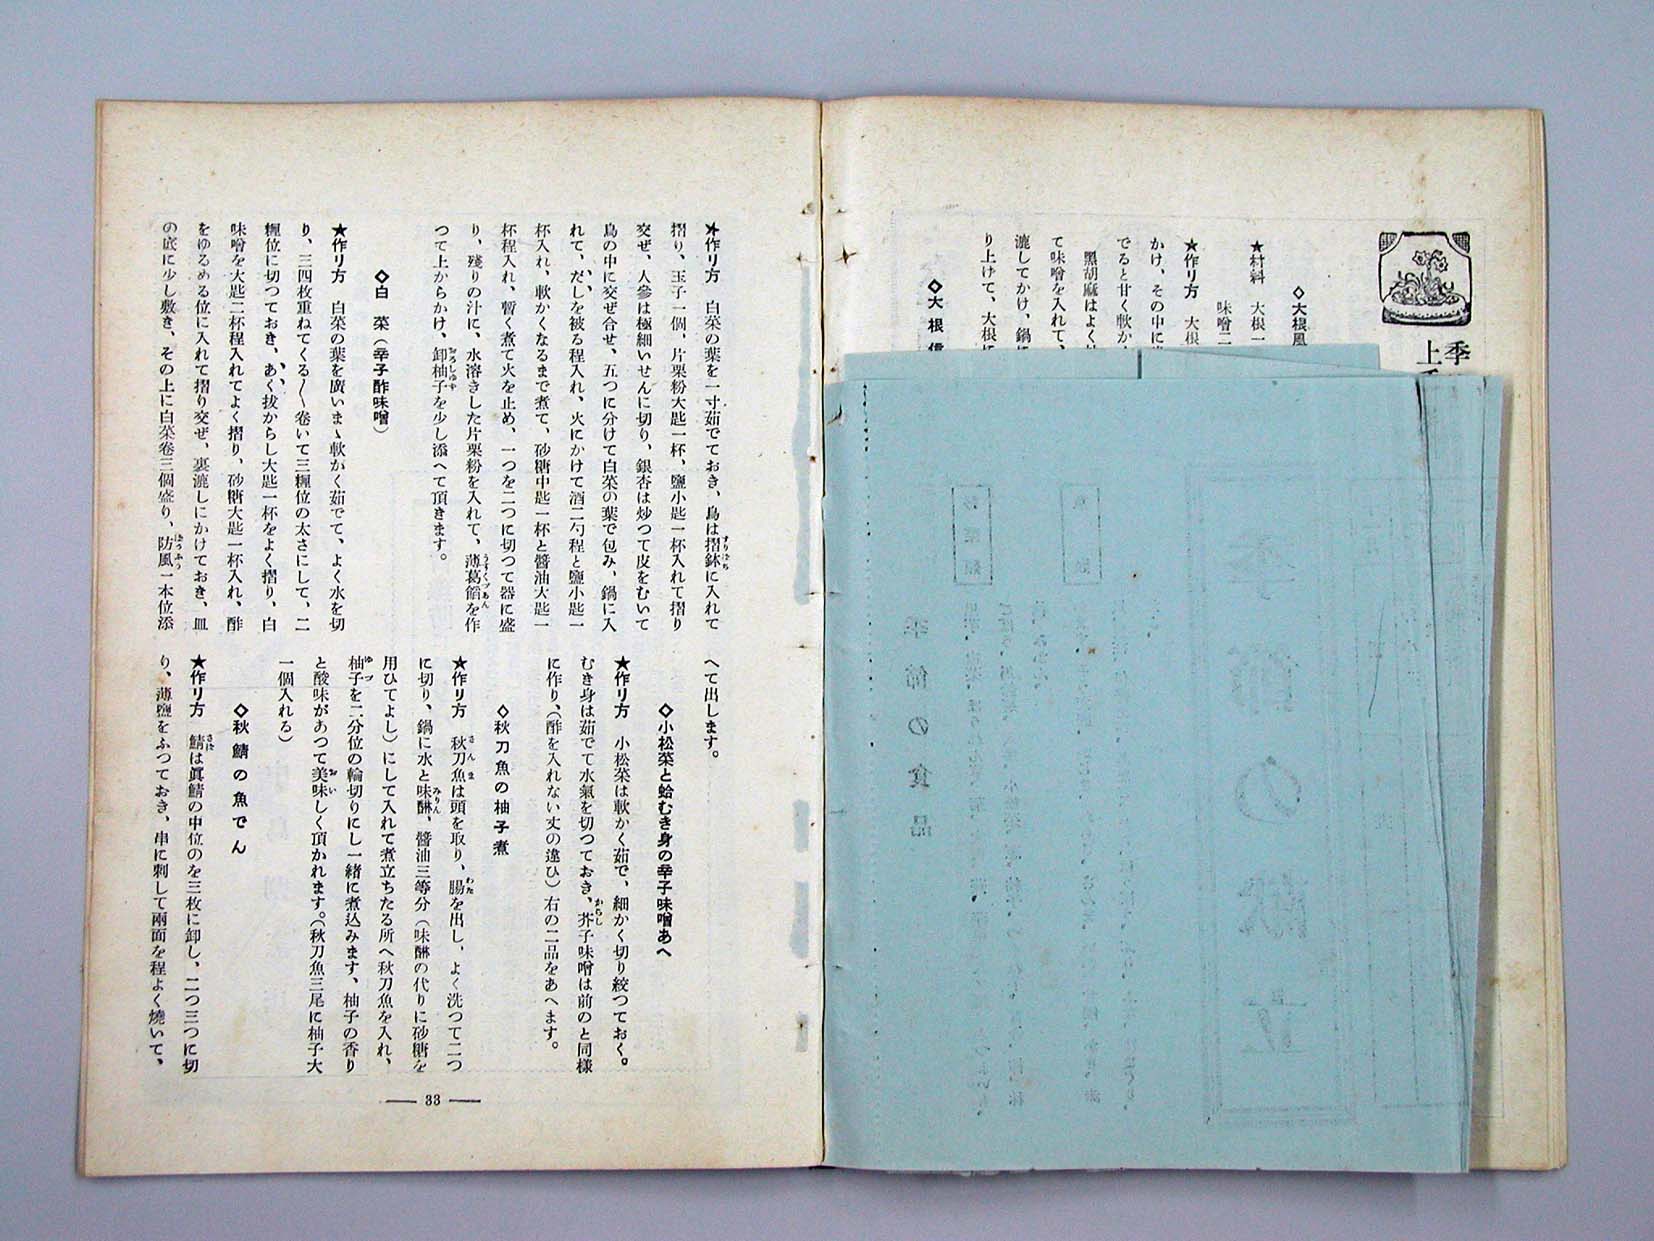 季
上
◇大根風
★材料　大根一
味噌二
★作リ方　大根
かけ、その中に
でると甘く軟か
黑胡麻はよく
て味噌を入れて、
漉してかけ、鍋に
り上げて、大根に
◇大根信
季節の食品
★作リ方　白菜の葉を一寸茹でておき、鳥は摺鉢に入れて
摺り、玉子一個、片栗粉大匙一杯、鹽小匙一杯入れて摺り
交ぜ、人參は極細いせんに切り、銀杏は炒つて皮をむいて
鳥の中に交ぜ合せ、五つに分けて白菜の葉で包み、鍋に入
れて、だしを被る程入れ、火にかけて酒二勺程と鹽小匙一
杯入れ、軟かくなるまで煮て、砂糖中匙一杯と醬油大匙一
杯程入れ、暫く煮て火を止め、一つを二つに切つて器に盛
り、殘りの汁に、水溶きした片栗粉を入れて、薄葛餡を作
つて上からかけ、卸柚子を少し添へて頂きます。
◇白菜（辛子酢味噌）
★作リ方　白菜の葉を廣いまゝ軟かく茹でて、よく水を切
り、三四枚重ねてくる〳〵卷いて三糎位の太さにして、二
糎位に切つておき、あく拔からし大匙一杯をよく摺り、白
味噌を大匙二杯程入れてよく摺り、砂糖大匙一杯入れ、酢
をゆるめる位に入れて摺り交ぜ、裏漉しにかけておき、皿
の底に少し敷き、その上に白菜卷三個盛り、防風一本位添
へて出します。
◇小松菜と蛤むき身の辛子味噌あへ
★作リ方　小松菜は軟かく茹で、細かく切り絞つておく。
むき身は茹でて水氣を切つておき、芥子味噌は前のと同樣
に作り、（酢を入れない丈の違ひ）右の二品をあへます。
◇秋刀魚の柚子煮
★作リ方　秋刀魚は頭を取り、腸を出し、よく洗つて二つ
に切り、鍋に水と味醂、醬油三等分（味醂の代りに砂糖を
用ひてよし）にして入れて煮立ちたる所へ秋刀魚を入れ、
柚子を二分位の輪切りにし一緒に煮込みます、柚子の香り
と酸味があつて美味しく頂かれます。（秋刀魚三尾に柚子大
一個入れる）
◇秋鯖の魚でん
★作リ方　鯖は眞鯖の中位のを三枚に卸し、二つ三つに切
り、薄鹽をふつておき、串に刺して兩面を程よく燒いて、
― 33 ―